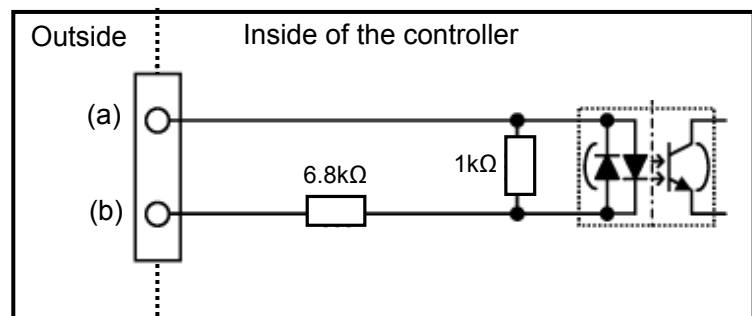 Outside
Inside of the controller
(a)
6.8kΩ
1kΩ
(b)